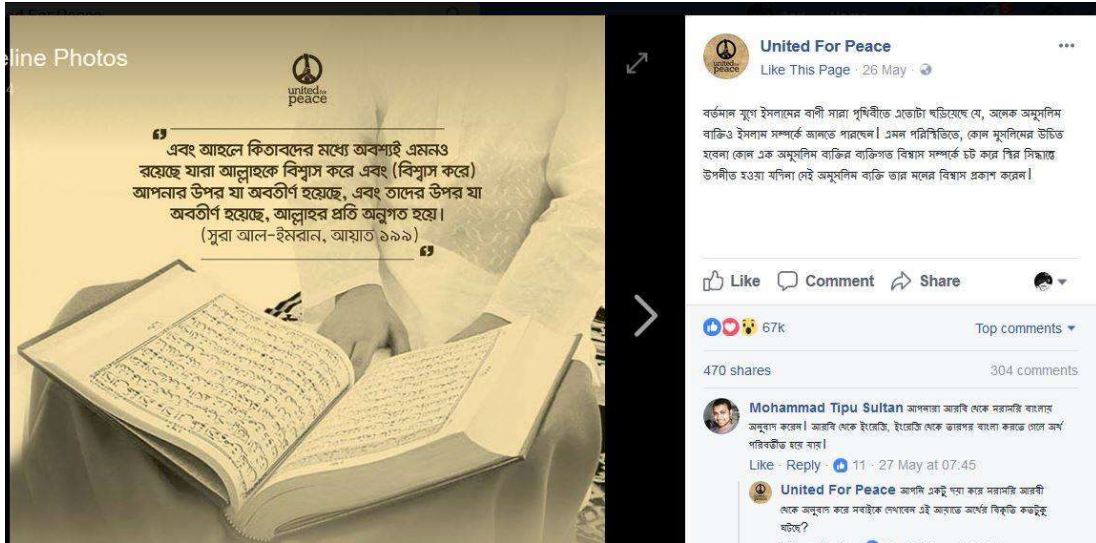 eline Photos
united for
peace
এবং আহলে কিতাবদের মধ্যে অবশ্যই এমনও
রয়েছে যারা আল্লাহকে বিশ্বাস করে এবং (বিশ্বাস করে)
আপনার উপর যা অবতীর্ণ হয়েছে, এবং তাদের উপর যা
অবতীর্ণ হয়েছে, আল্লাহর প্রতি অনুগত হয়ে।
(সুরা আল-ইমরান, আয়াত ১৯৯)
United For Peace
Like This Page · 26 May
বর্তমান যুগে ইসলামের বাণী সারা পৃথিবীতে এতোটা ছড়িয়েছে যে, অনেক অমুসলিম
ব্যক্তিও ইসলাম সম্পর্কে জানতে পারছেন। এমন পরিস্থিতিতে, কোন মুসলিমের উচিত
হবেনা কোন এক অমুসলিম ব্যক্তির ব্যক্তিগত বিশ্বাস সম্পর্কে চট করে স্থির সিদ্ধান্তে
উপনীত হওয়া যদিনা সেই অমুসলিম ব্যক্তি তার মনের বিশ্বাস প্রকাশ করেন।
Like Comment Share
67k Top comments
470 shares 304 comments
Mohammad Tipu Sultan আপনারা আরবি থেকে সরাসরি বাংলায়
অনুবাদ করেন। আরবি থেকে ইংরেজি, ইংরেজি থেকে তারপর বাংলা করতে গেলে অর্থ
পরিবর্তীত হয়ে যায়।
Like · Reply · 11 · 27 May at 07:45
United For Peace আপনি একটু দয়া করে সরাসরি আরবী
থেকে অনুবাদ করে সবাইকে দেখাবেন এই আয়াতে অর্থের বিকৃতি কতটুকু
ঘটছে?